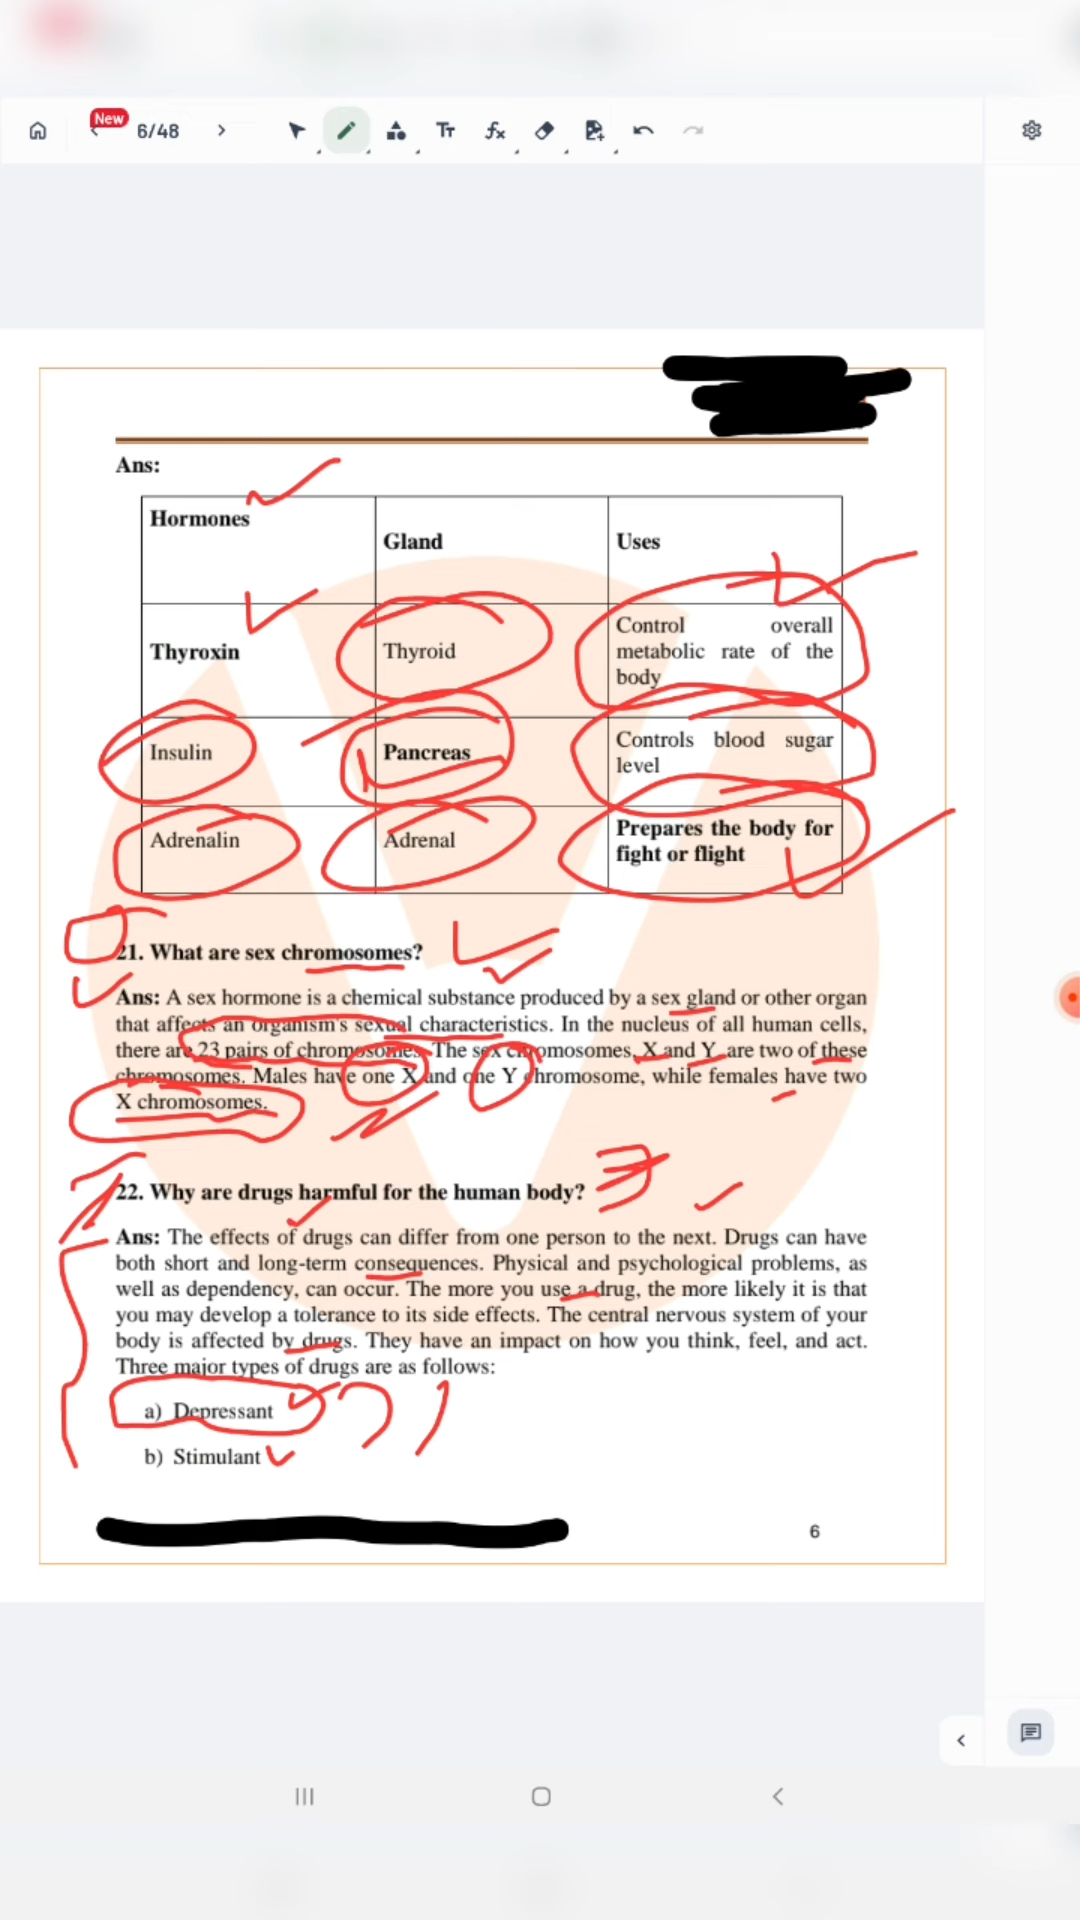 New
6/48
Ans:
Hormones
Gland
Uses
Thyroxin
Thyroid
Control overall
metabolic rate of the
body
Insulin
Pancreas
Controls blood sugar
level
Adrenalin
Adrenal
Prepares the body for
fight or flight
21. What are sex chromosomes?
Ans: A sex hormone is a chemical substance produced by a sex gland or other organ
that affects an organism's sexual characteristics. In the nucleus of all human cells,
there are 23 pairs of chromosomes. The sex chromosomes, X and Y are two of these
chromosomes. Males have one X and one Y chromosome, while females have two
X chromosomes.
22. Why are drugs harmful for the human body?
Ans: The effects of drugs can differ from one person to the next. Drugs can have
both short and long-term consequences. Physical and psychological problems, as
well as dependency, can occur. The more you use a drug, the more likely it is that
you may develop a tolerance to its side effects. The central nervous system of your
body is affected by drugs. They have an impact on how you think, feel, and act.
Three major types of drugs are as follows:
a) Depressant
b) Stimulant
6